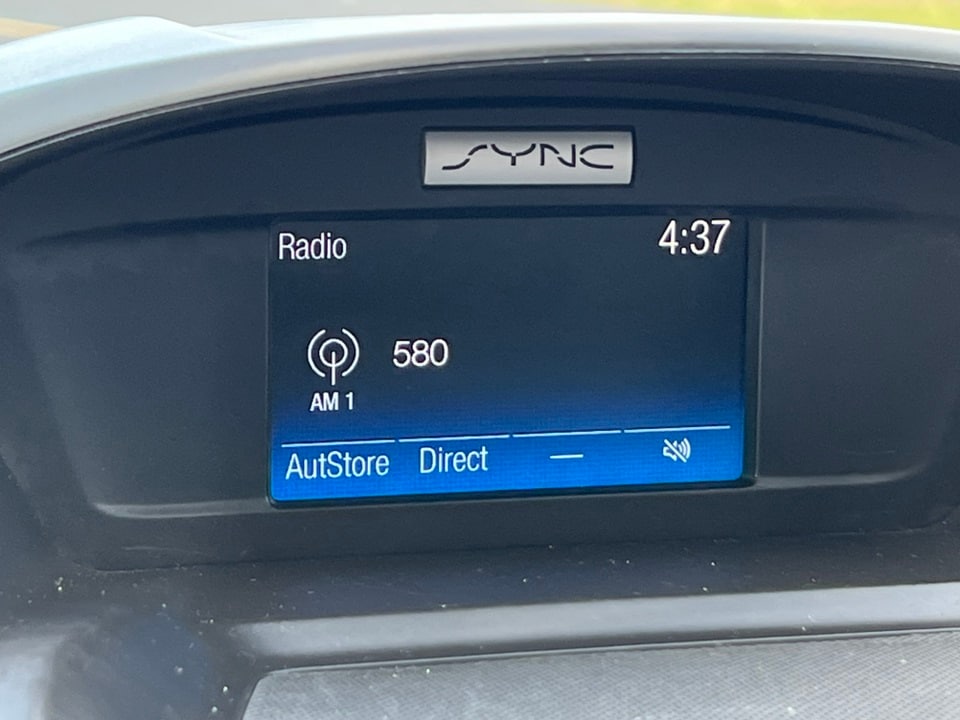 SYNC
Radio 4:37
580
AM 1
AutStore Direct —